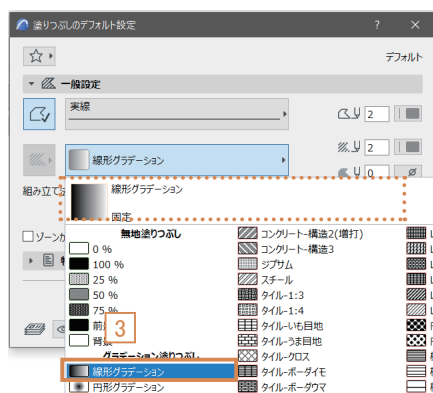 塗りつぶしのデフォルト設定 ? ×
デフォルト
一般設定
実線
2
2
線形グラデーション
0
組み立て
線形グラデーション
固定
ゾーンか
無地塗りつぶし
0 %
100 %
25 %
50 %
75 %
前
背景
グラデーション塗りつぶし
線形グラデーション
円形グラデーション
3
コンクリート-構造2(増打)
コンクリート-構造3
ジプサム
スチール
タイル-1:3
タイル-1:4
タイル-いも目地
タイル-うま目地
タイル-クロス
タイル-ボーダイモ
タイル-ボーダウマ